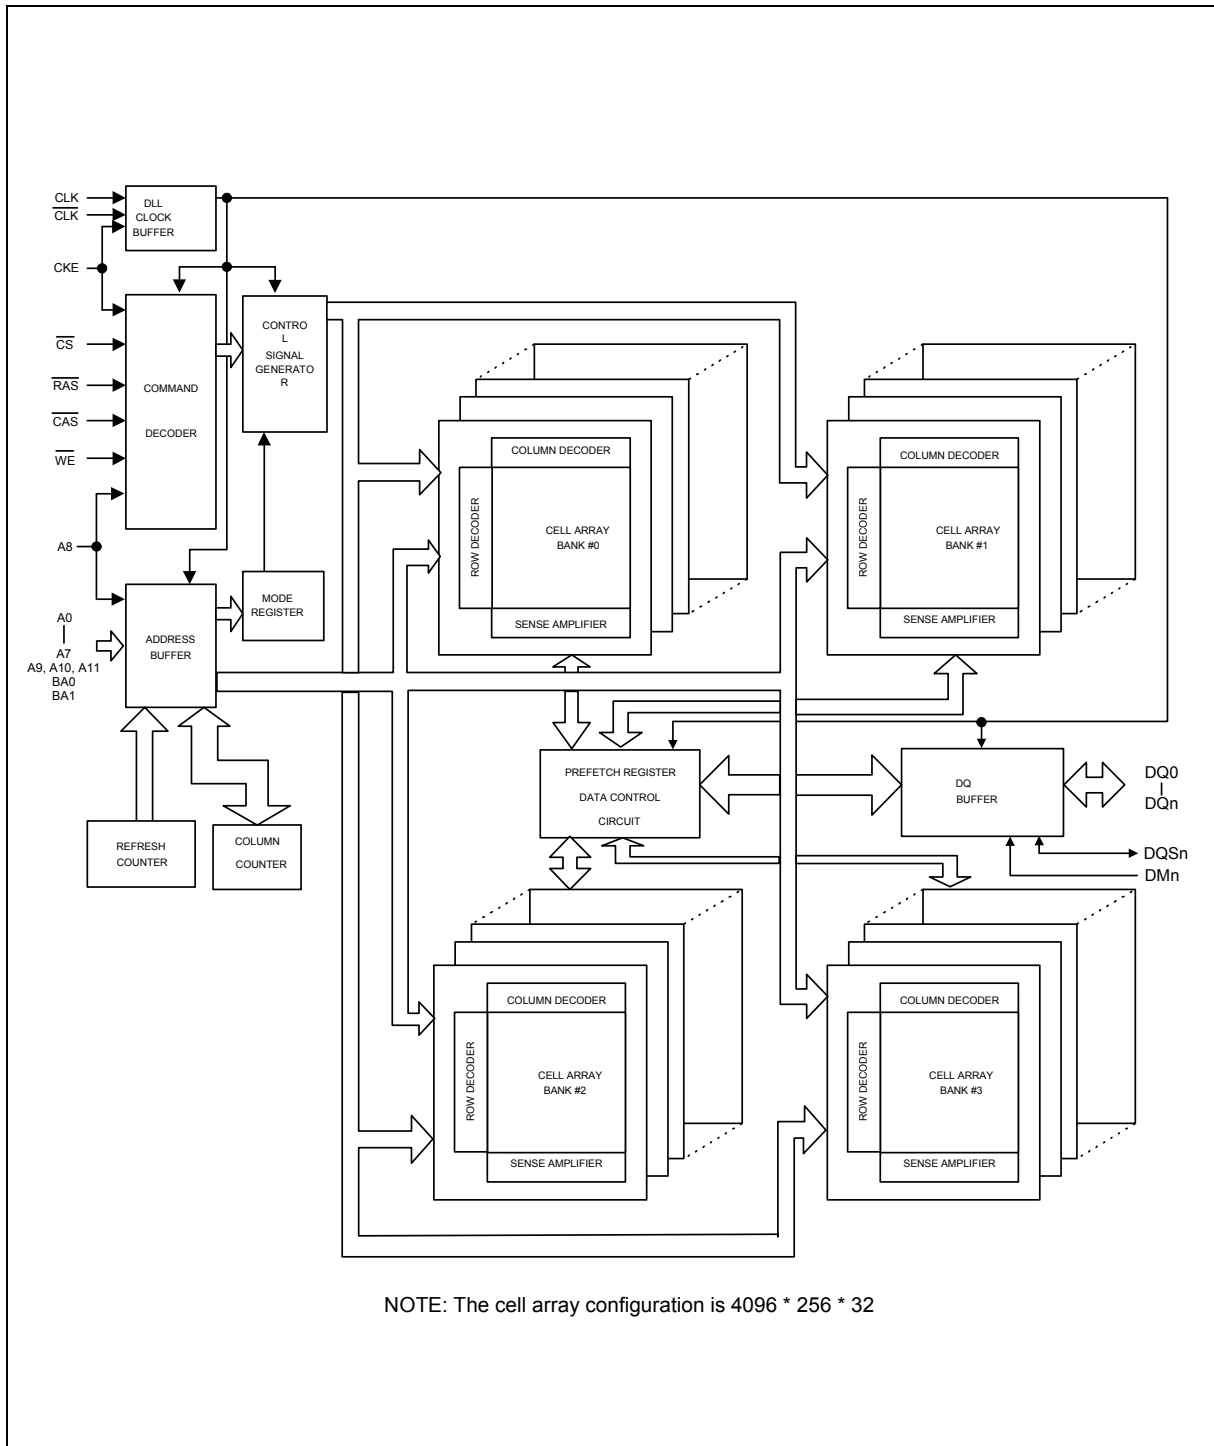 CLK
CLK
CKE
CS
RAS
CAS
WE
A8
A0
A7
A9, A10, A11
BA0
BA1
DLL
CLOCK
BUFFER
COMMAND
DECODER
CONTRO
L
SIGNAL
GENERATO
R
ADDRESS
BUFFER
MODE
REGISTER
REFRESH
COUNTER
COLUMN
COUNTER
COLUMN DECODER
ROW DECODER
CELL ARRAY
BANK #0
SENSE AMPLIFIER
COLUMN DECODER
ROW DECODER
CELL ARRAY
BANK #1
SENSE AMPLIFIER
PREFETCH REGISTER
DATA CONTROL
CIRCUIT
DQ
BUFFER
DQ0
DQn
DQSn
DMn
COLUMN DECODER
ROW DECODER
CELL ARRAY
BANK #2
SENSE AMPLIFIER
COLUMN DECODER
ROW DECODER
CELL ARRAY
BANK #3
SENSE AMPLIFIER
NOTE: The cell array configuration is 4096 * 256 * 32